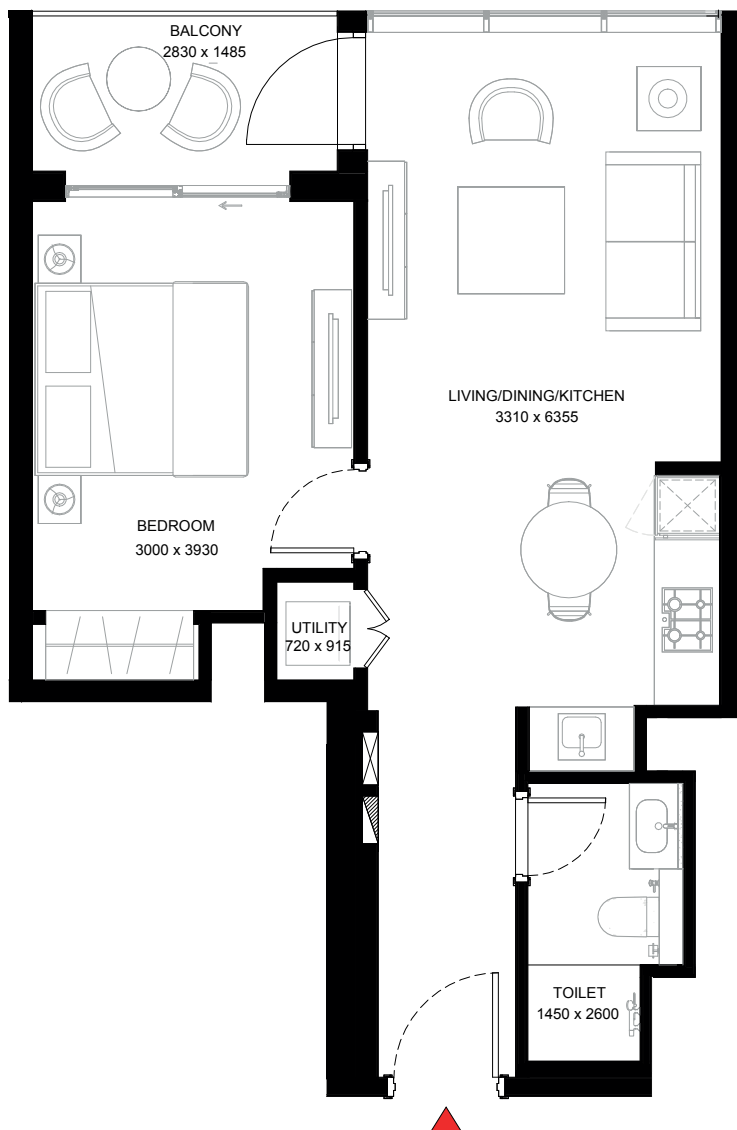 BALCONY
2830 x 1485
LIVING/DINING/KITCHEN
3310 x 6355
BEDROOM
3000 x 3930
UTILITY
720 x 915
TOILET
1450 x 2600